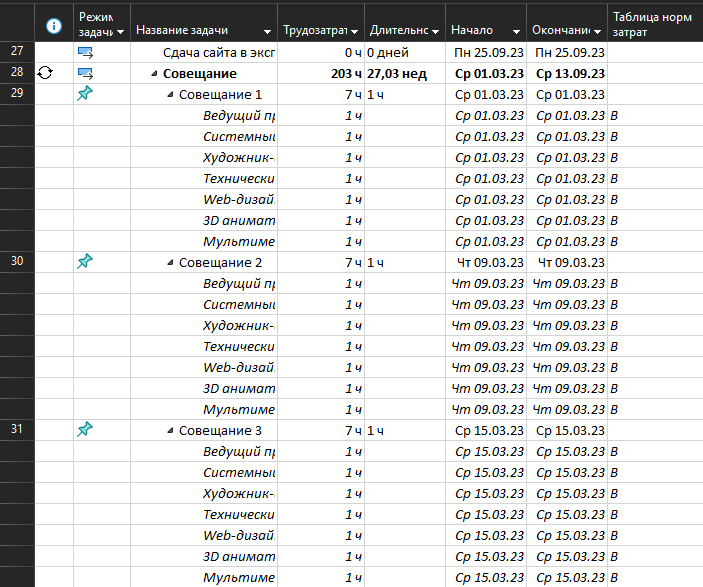 Режим задачи Название задачи Трудозатрат Длительнс Начало Окончание Таблица норм затрат
27 Сдача сайта в эксг 0 ч 0 дней Пн 25.09.23 Пн 25.09.23
28 Совещание 203 ч 27,03 нед Ср 01.03.23 Ср 13.09.23
29 Совещание 1 7 ч 1 ч Ср 01.03.23 Ср 01.03.23
Ведущий пр 1 ч Ср 01.03.23 Ср 01.03.23 B
Системный 1 ч Ср 01.03.23 Ср 01.03.23 B
Художник- 1 ч Ср 01.03.23 Ср 01.03.23 B
Технически 1 ч Ср 01.03.23 Ср 01.03.23 B
Web-дизай 1 ч Ср 01.03.23 Ср 01.03.23 B
3D анимат 1 ч Ср 01.03.23 Ср 01.03.23 B
Мультиме 1 ч Ср 01.03.23 Ср 01.03.23 B
30 Совещание 2 7 ч 1 ч Чт 09.03.23 Чт 09.03.23
Ведущий пр 1 ч Чт 09.03.23 Чт 09.03.23 B
Системный 1 ч Чт 09.03.23 Чт 09.03.23 B
Художник- 1 ч Чт 09.03.23 Чт 09.03.23 B
Технически 1 ч Чт 09.03.23 Чт 09.03.23 B
Web-дизай 1 ч Чт 09.03.23 Чт 09.03.23 B
3D анимат 1 ч Чт 09.03.23 Чт 09.03.23 B
Мультиме 1 ч Чт 09.03.23 Чт 09.03.23 B
31 Совещание 3 7 ч 1 ч Ср 15.03.23 Ср 15.03.23
Ведущий пр 1 ч Ср 15.03.23 Ср 15.03.23 B
Системный 1 ч Ср 15.03.23 Ср 15.03.23 B
Художник- 1 ч Ср 15.03.23 Ср 15.03.23 B
Технически 1 ч Ср 15.03.23 Ср 15.03.23 B
Web-дизай 1 ч Ср 15.03.23 Ср 15.03.23 B
3D анимат 1 ч Ср 15.03.23 Ср 15.03.23 B
Мультиме 1 ч Ср 15.03.23 Ср 15.03.23 B